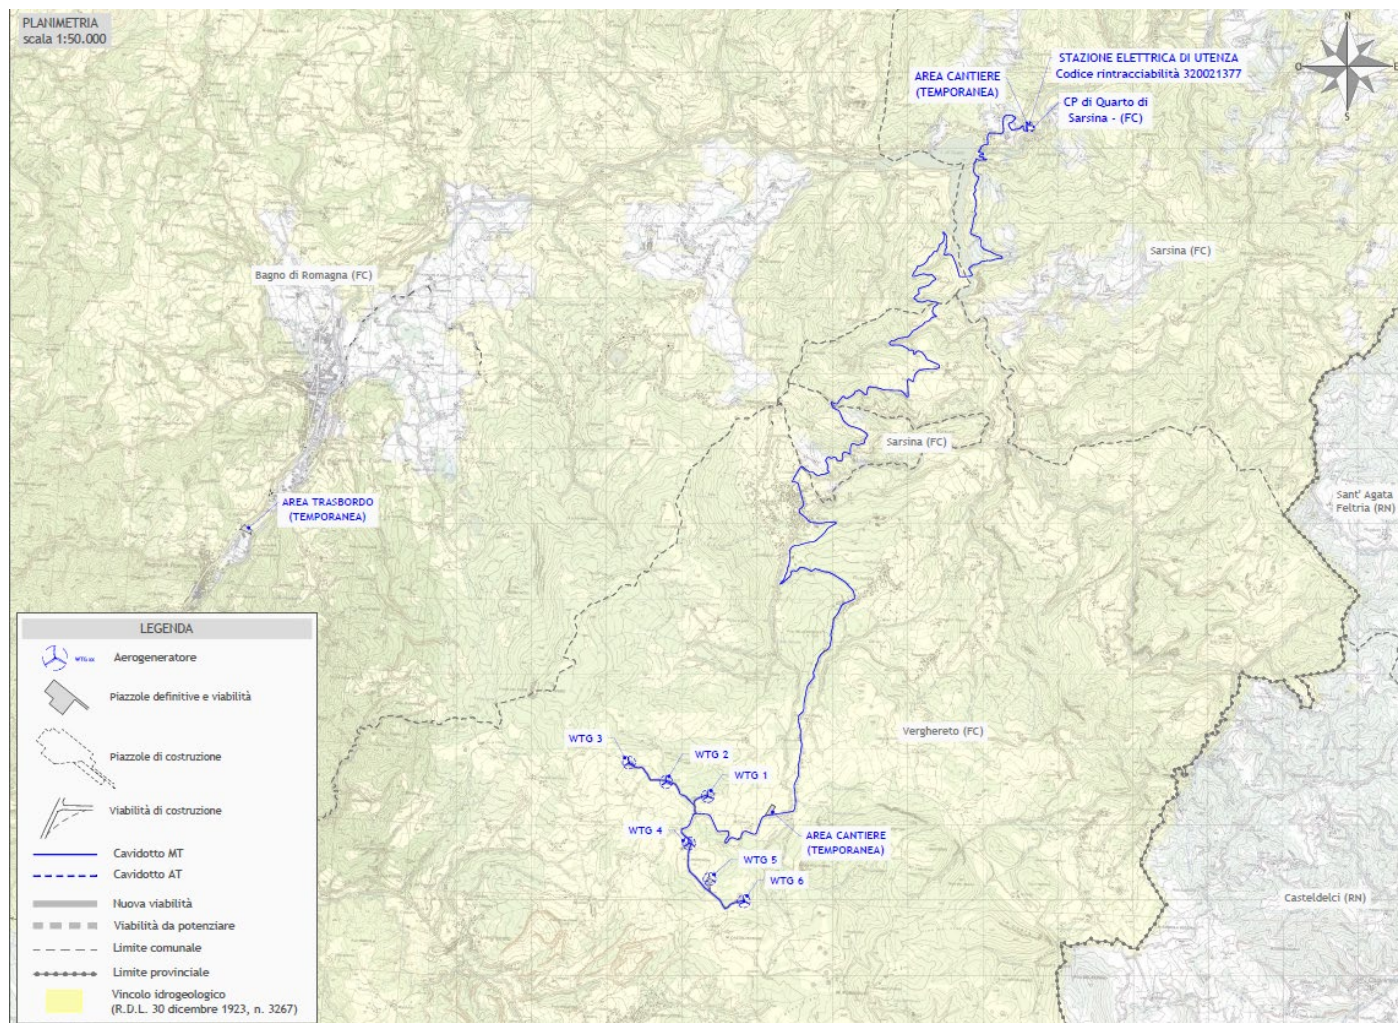 PLANIMETRIA
scala 1:50.000
N
O
S
STAZIONE ELETTRICA DI UTENZA
Codice rintracciabilità 320021377
AREA CANTIERE
(TEMPORANEA)
CP di Quarto di
Sarsina - (FC)
Sarsina (FC)
Bagno di Romagna (FC)
Sarsina (FC)
Sant' Agata
Feltria (RN)
AREA TRASBORDO
(TEMPORANEA)
Verghereto (FC)
WTG 3
WTG 2
WTG 1
WTG 4
AREA CANTIERE
(TEMPORANEA)
WTG 5
WTG 6
Casteldelci (RN)
LEGENDA
WTG xx
Aerogeneratore
Piazzole definitive e viabilità
Piazzole di costruzione
Viabilità di costruzione
Cavidotto MT
Cavidotto AT
Nuova viabilità
Viabilità da potenziare
Limite comunale
Limite provinciale
Vincolo idrogeologico
(R.D.L. 30 dicembre 1923, n. 3267)